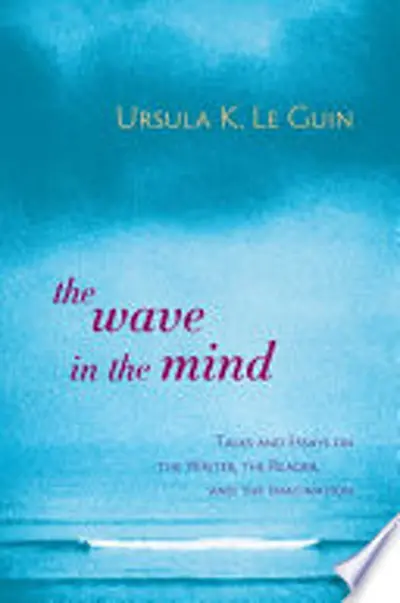 URSULA K. LE GUIN
the
wave
in the mind
TALKS AND ESSAYS ON
THE WRITER, THE READER,
AND THE IMAGINATION